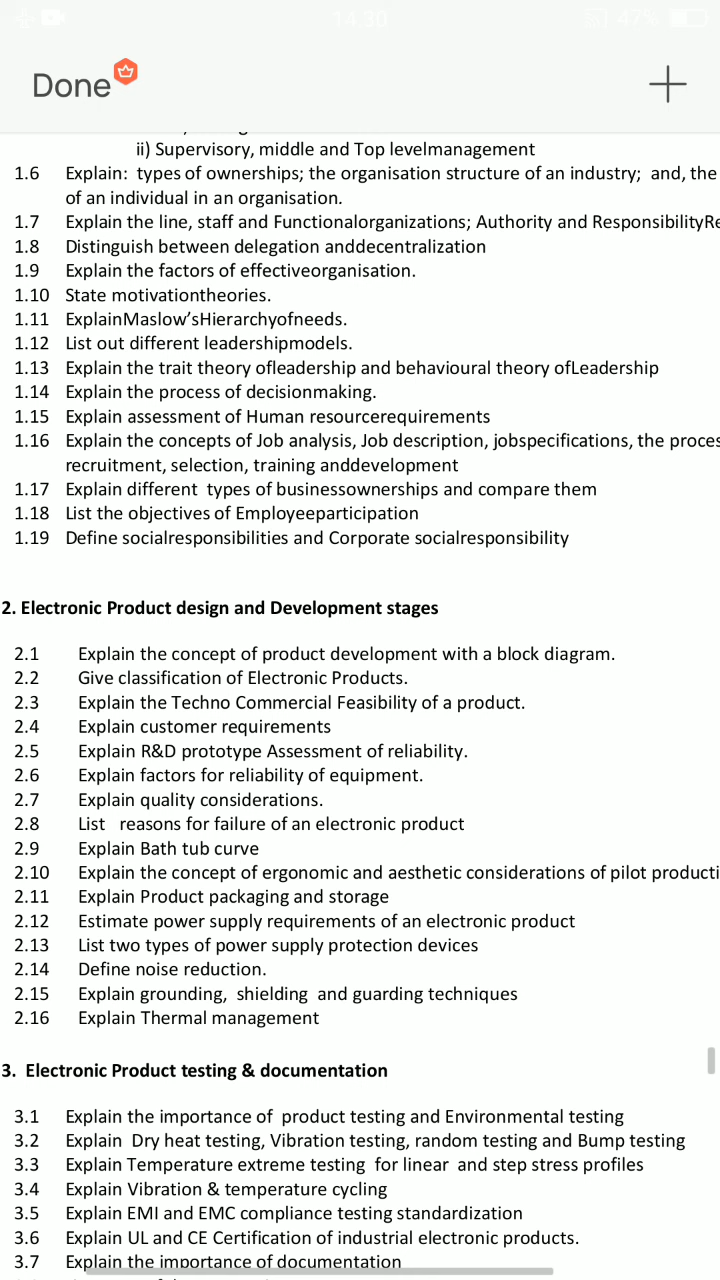 14:30
47%
Done
ii) Supervisory, middle and Top levelmanagement
1.6 Explain: types of ownerships; the organisation structure of an industry; and, the
of an individual in an organisation.
1.7 Explain the line, staff and Functionalorganizations; Authority and ResponsibilityRe
1.8 Distinguish between delegation anddecentralization
1.9 Explain the factors of effectiveorganisation.
1.10 State motivationtheories.
1.11 ExplainMaslow’sHierarchyofneeds.
1.12 List out different leadershipmodels.
1.13 Explain the trait theory ofleadership and behavioural theory ofLeadership
1.14 Explain the process of decisionmaking.
1.15 Explain assessment of Human resourcerequirements
1.16 Explain the concepts of Job analysis, Job description, jobspecifications, the proces
recruitment, selection, training anddevelopment
1.17 Explain different types of businessownerships and compare them
1.18 List the objectives of Employeeparticipation
1.19 Define socialresponsibilities and Corporate socialresponsibility
2. Electronic Product design and Development stages
2.1 Explain the concept of product development with a block diagram.
2.2 Give classification of Electronic Products.
2.3 Explain the Techno Commercial Feasibility of a product.
2.4 Explain customer requirements
2.5 Explain R&D prototype Assessment of reliability.
2.6 Explain factors for reliability of equipment.
2.7 Explain quality considerations.
2.8 List reasons for failure of an electronic product
2.9 Explain Bath tub curve
2.10 Explain the concept of ergonomic and aesthetic considerations of pilot producti
2.11 Explain Product packaging and storage
2.12 Estimate power supply requirements of an electronic product
2.13 List two types of power supply protection devices
2.14 Define noise reduction.
2.15 Explain grounding, shielding and guarding techniques
2.16 Explain Thermal management
3. Electronic Product testing & documentation
3.1 Explain the importance of product testing and Environmental testing
3.2 Explain Dry heat testing, Vibration testing, random testing and Bump testing
3.3 Explain Temperature extreme testing for linear and step stress profiles
3.4 Explain Vibration & temperature cycling
3.5 Explain EMI and EMC compliance testing standardization
3.6 Explain UL and CE Certification of industrial electronic products.
3.7 Explain the importance of documentation